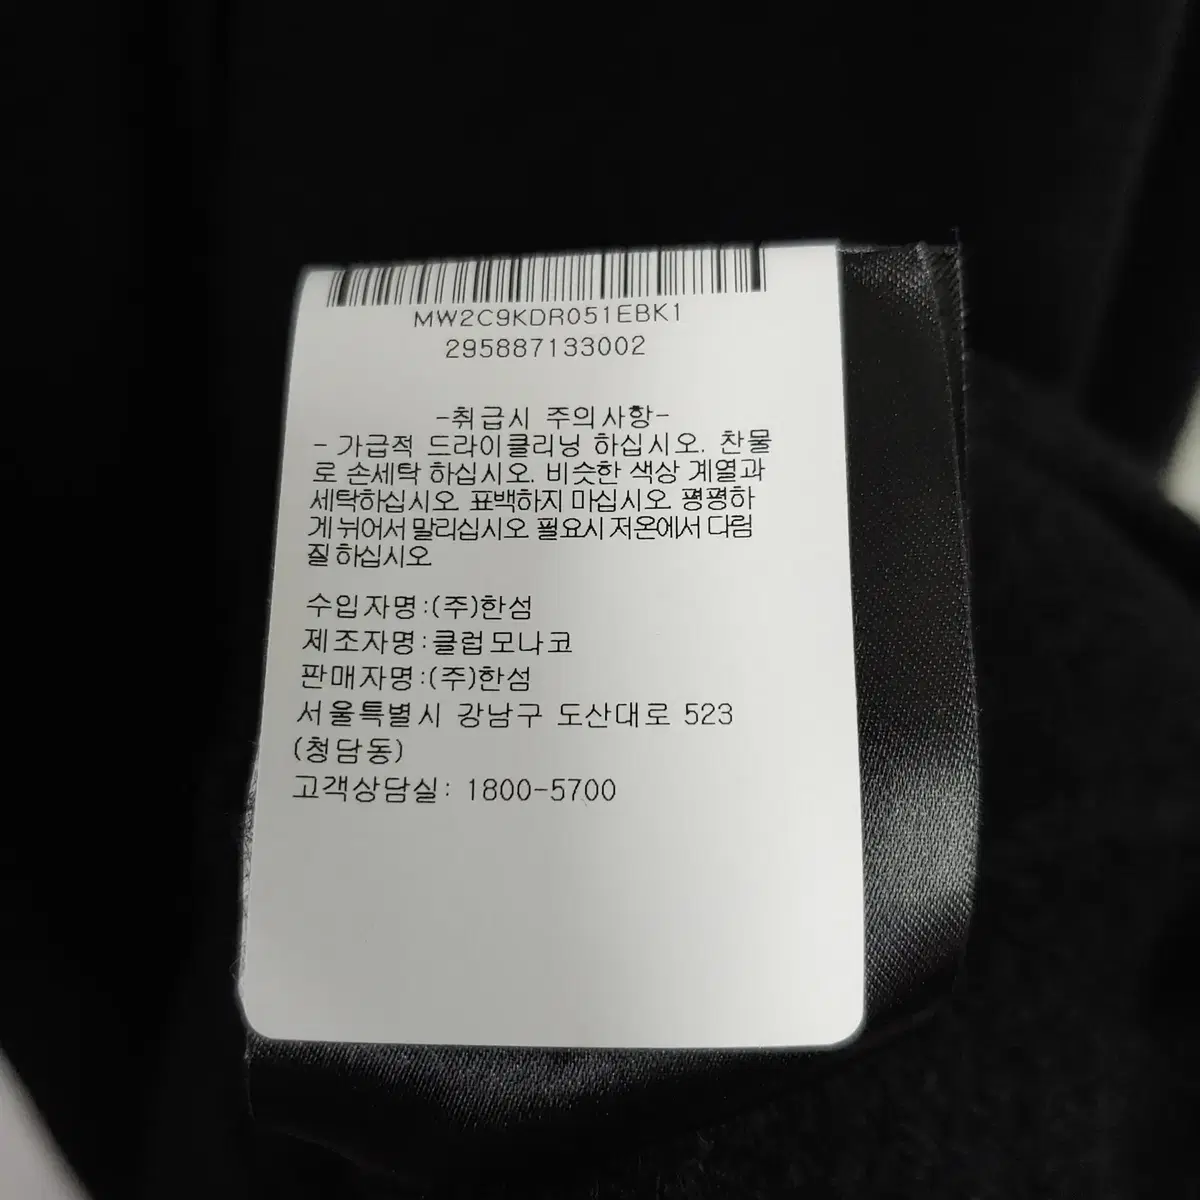 MW2C9KDR051EBK1
295887133002
-취급시 주의사항-
- 가급적 드라이클리닝 하십시오. 찬물
로 손세탁 하십시오. 비슷한 색상 계열과
세탁하십시오. 표백하지 마십시오. 평평하
게 뉘어서 말리십시오. 필요시 저온에서 다림
질 하십시오.
수입자명:(주)한섬
제조자명:클럽모나코
판매자명:(주)한섬
서울특별시 강남구 도산대로 523
(청담동)
고객상담실: 1800-5700